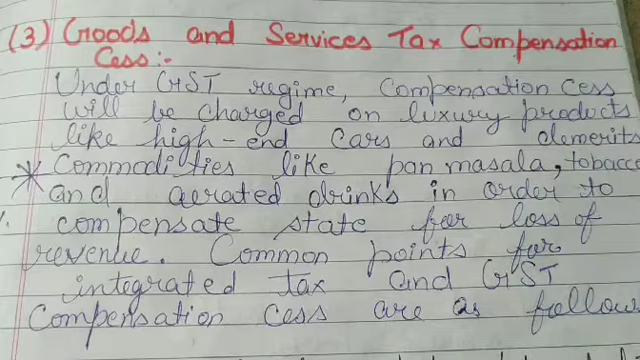 (3) Goods and Services Tax Compensation
Cess:-
Under GST regime, Compensation cess
will be charged on luxury products
like high-end cars and demerits
* Commodities like pan masala, tobacco
and aerated drinks in order to
compensate state for loss of
revenue. Common points for
integrated tax and GST
Compensation cess are as follow